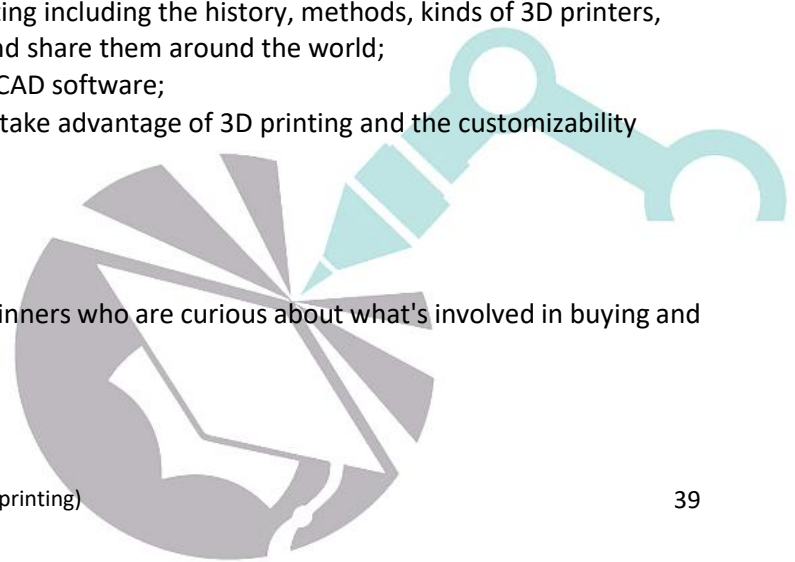 ting including the history, methods, kinds of 3D printers,
nd share them around the world;
CAD software;
take advantage of 3D printing and the customizability
inners who are curious about what's involved in buying and
printing)
39